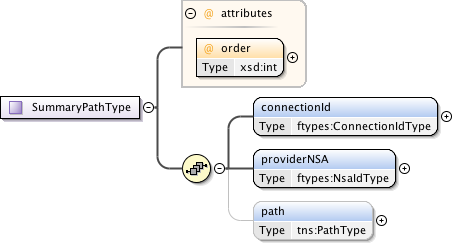 @ attributes
@ order
Type xsd:int
SummaryPathType
connectionId
Type ftypes:ConnectionIdType
providerNSA
Type ftypes:NsaIdType
path
Type tns:PathType